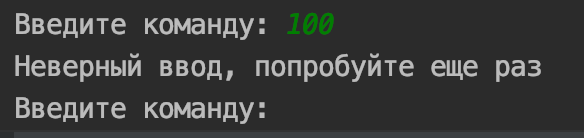 Введите команду: 100
Неверный ввод, попробуйте еще раз
Введите команду: